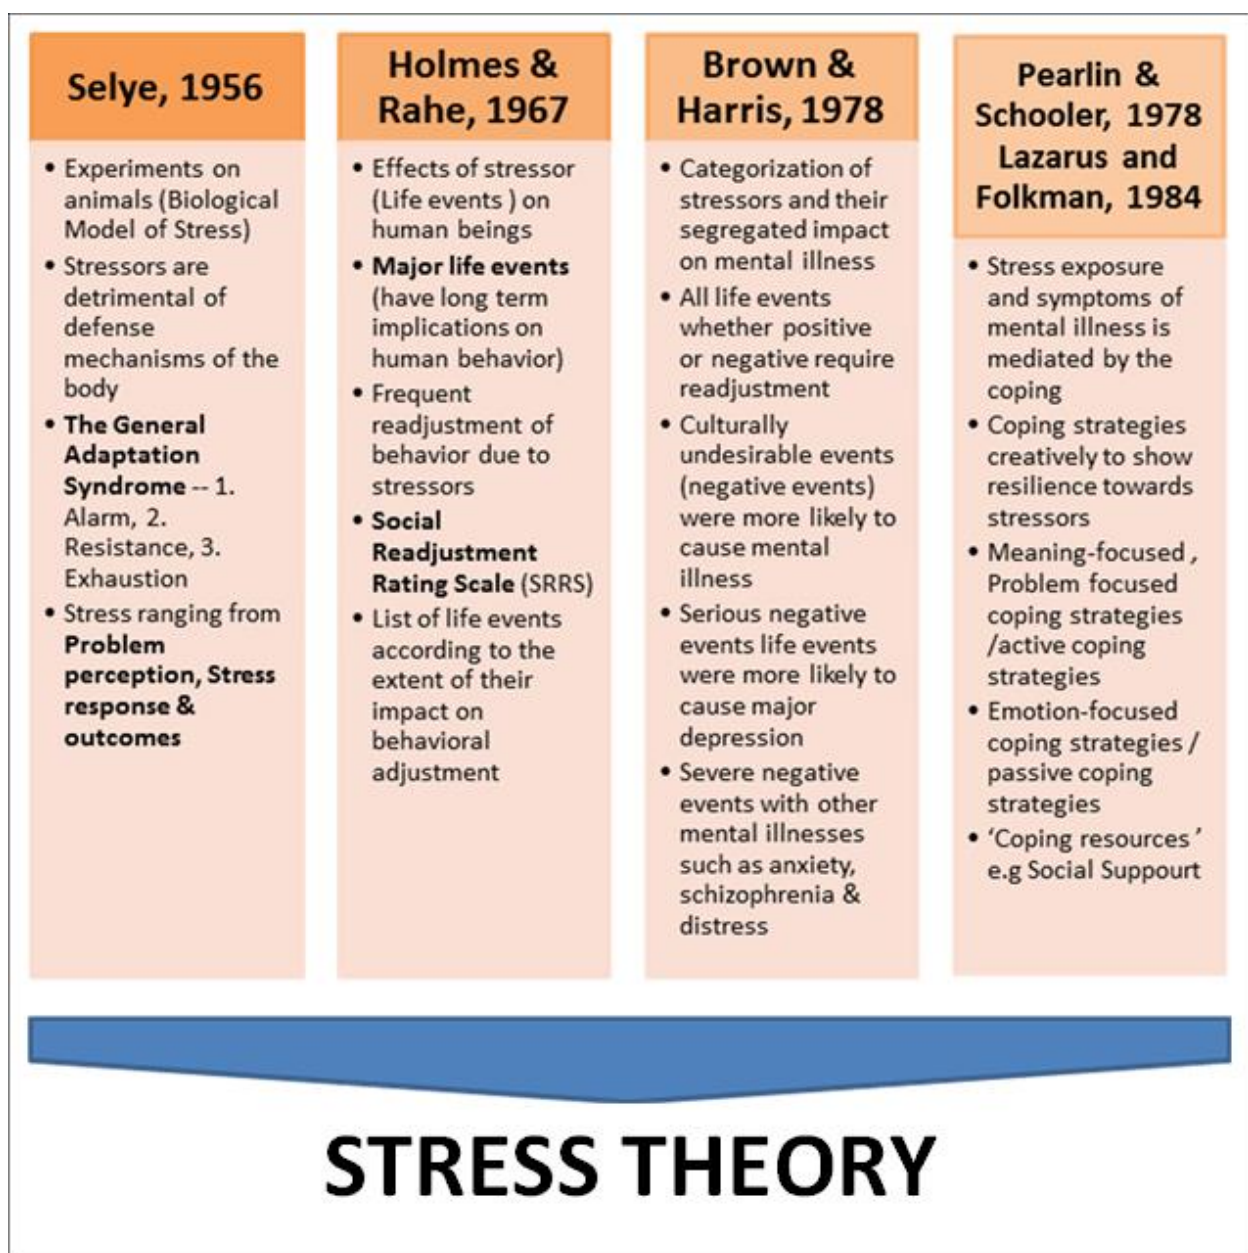 Selye, 1956
• Experiments on
animals (Biological
Model of Stress)
• Stressors are
detrimental of
defense
mechanisms of the
body
• The General
Adaptation
Syndrome -- 1.
Alarm, 2.
Resistance, 3.
Exhaustion
• Stress ranging from
Problem
perception, Stress
response &
outcomes
Holmes &
Rahe, 1967
• Effects of stressor
(Life events ) on
human beings
• Major life events
(have long term
implications on
human behavior)
• Frequent
readjustment of
behavior due to
stressors
• Social
Readjustment
Rating Scale (SRRS)
• List of life events
according to the
extent of their
impact on
behavioral
adjustment
Brown &
Harris, 1978
• Categorization of
stressors and their
segregated impact
on mental illness
• All life events
whether positive
or negative require
readjustment
• Culturally
undesirable events
(negative events)
were more likely to
cause mental
illness
• Serious negative
events life events
were more likely to
cause major
depression
• Severe negative
events with other
mental illnesses
such as anxiety,
schizophrenia &
distress
Pearlin &
Schooler, 1978
Lazarus and
Folkman, 1984
• Stress exposure
and symptoms of
mental illness is
mediated by the
coping
• Coping strategies
creatively to show
resilience towards
stressors
• Meaning-focused ,
Problem focused
coping strategies
/active coping
strategies
• Emotion-focused
coping strategies /
passive coping
strategies
• ‘Coping resources ’
e.g Social Suppourt
STRESS THEORY